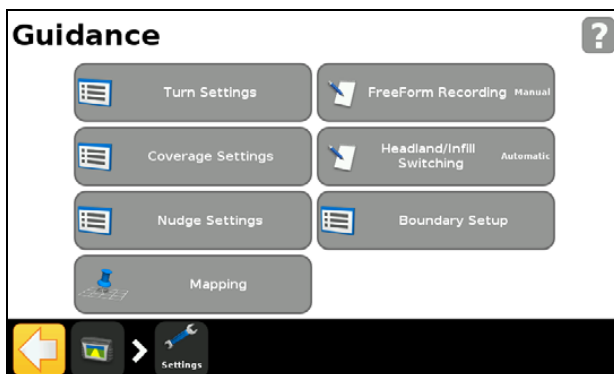 Guidance
?
Turn Settings
FreeForm Recording Manual
Coverage Settings
Headland/Infill
Switching
Automatic
Nudge Settings
Boundary Setup
Mapping
Settings